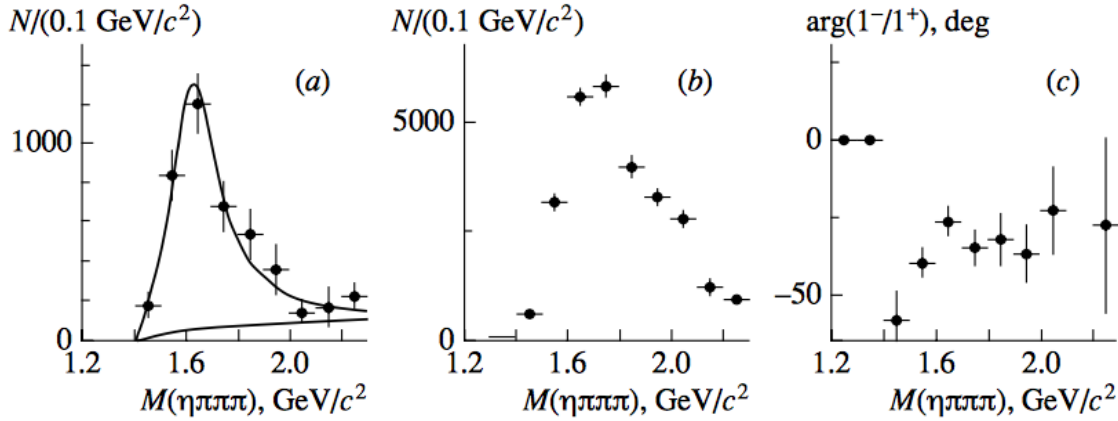 N/(0.1 GeV/c²)
(a)
1000
0
1.2 1.6 2.0
M(ηπππ), GeV/c²
N/(0.1 GeV/c²)
(b)
5000
0
1.2 1.6 2.0
M(ηπππ), GeV/c²
arg(1⁻/1⁺), deg
(c)
0
−50
1.2 1.6 2.0
M(ηπππ), GeV/c²